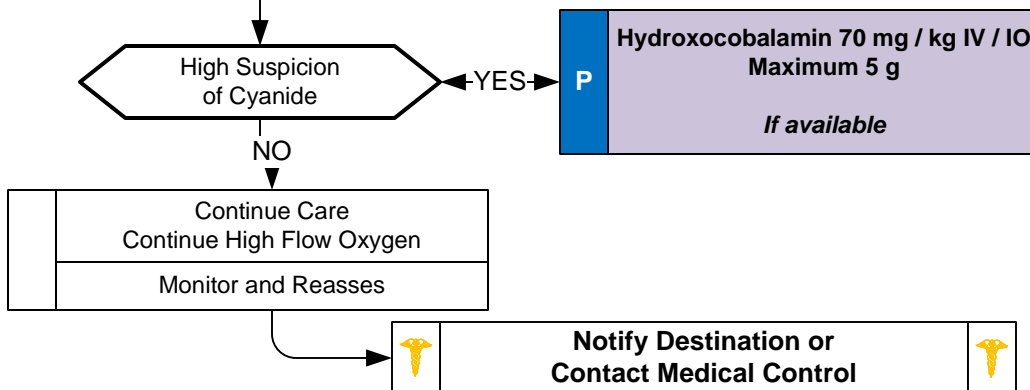 High Suspicion
of Cyanide
YES
P
Hydroxocobalamin 70 mg / kg IV / IO
Maximum 5 g
If available
NO
Continue Care
Continue High Flow Oxygen
Monitor and Reasses
Notify Destination or
Contact Medical Control